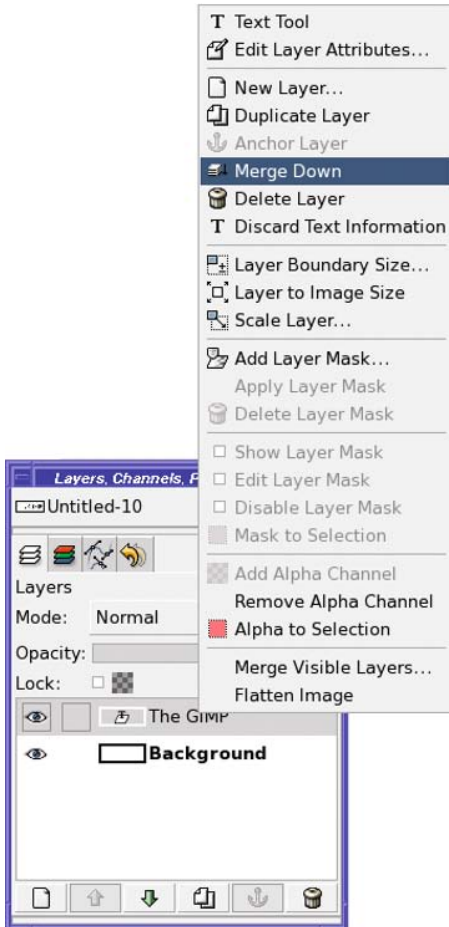 Text Tool
Edit Layer Attributes...
New Layer...
Duplicate Layer
Anchor Layer
Merge Down
Delete Layer
Discard Text Information
Layer Boundary Size...
Layer to Image Size
Scale Layer...
Add Layer Mask...
Apply Layer Mask
Delete Layer Mask
Show Layer Mask
Edit Layer Mask
Disable Layer Mask
Mask to Selection
Add Alpha Channel
Remove Alpha Channel
Alpha to Selection
Merge Visible Layers...
Flatten Image
Layers, Channels, P
Untitled-10
Layers
Mode: Normal
Opacity:
Lock:
The GIMP
Background